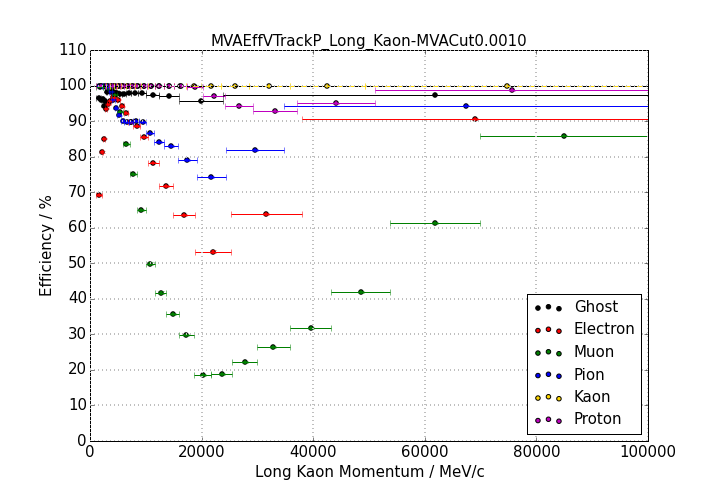 MVAEffVTrackP_Long_Kaon-MVACut0.0010
110
100
90
80
70
60
50
40
30
20
10
0
Efficiency / %
0 20000 40000 60000 80000 100000
Long Kaon Momentum / MeV/c
Ghost
Electron
Muon
Pion
Kaon
Proton